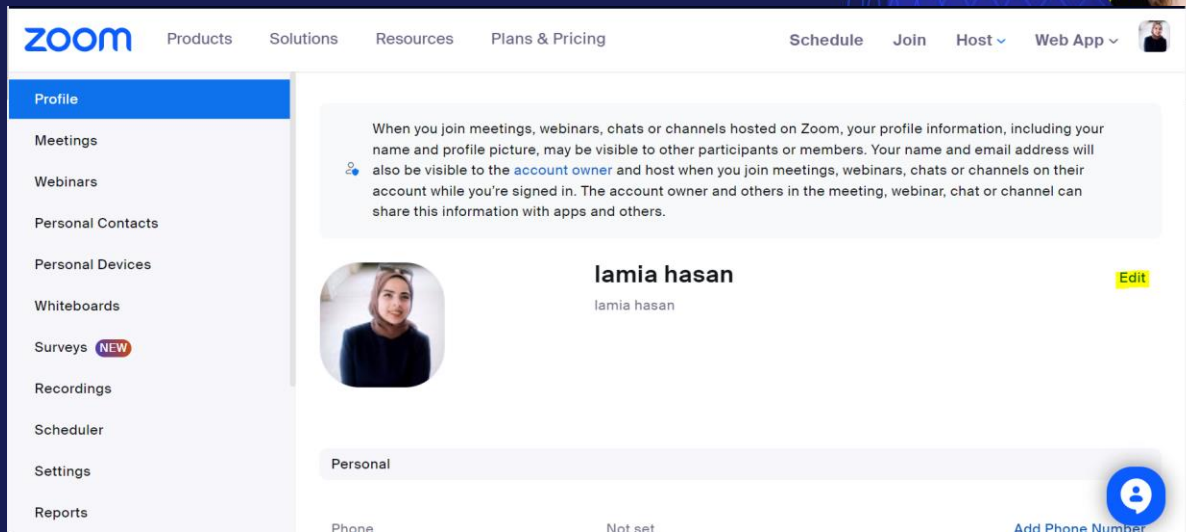 zoom Products Solutions Resources Plans & Pricing Schedule Join Host Web App
Profile
Meetings
Webinars
Personal Contacts
Personal Devices
Whiteboards
Surveys NEW
Recordings
Scheduler
Settings
Reports
When you join meetings, webinars, chats or channels hosted on Zoom, your profile information, including your
name and profile picture, may be visible to other participants or members. Your name and email address will
also be visible to the account owner and host when you join meetings, webinars, chats or channels on their
account while you're signed in. The account owner and others in the meeting, webinar, chat or channel can
share this information with apps and others.
lamia hasan
Edit
lamia hasan
Personal
Phone Not set Add Phone Number